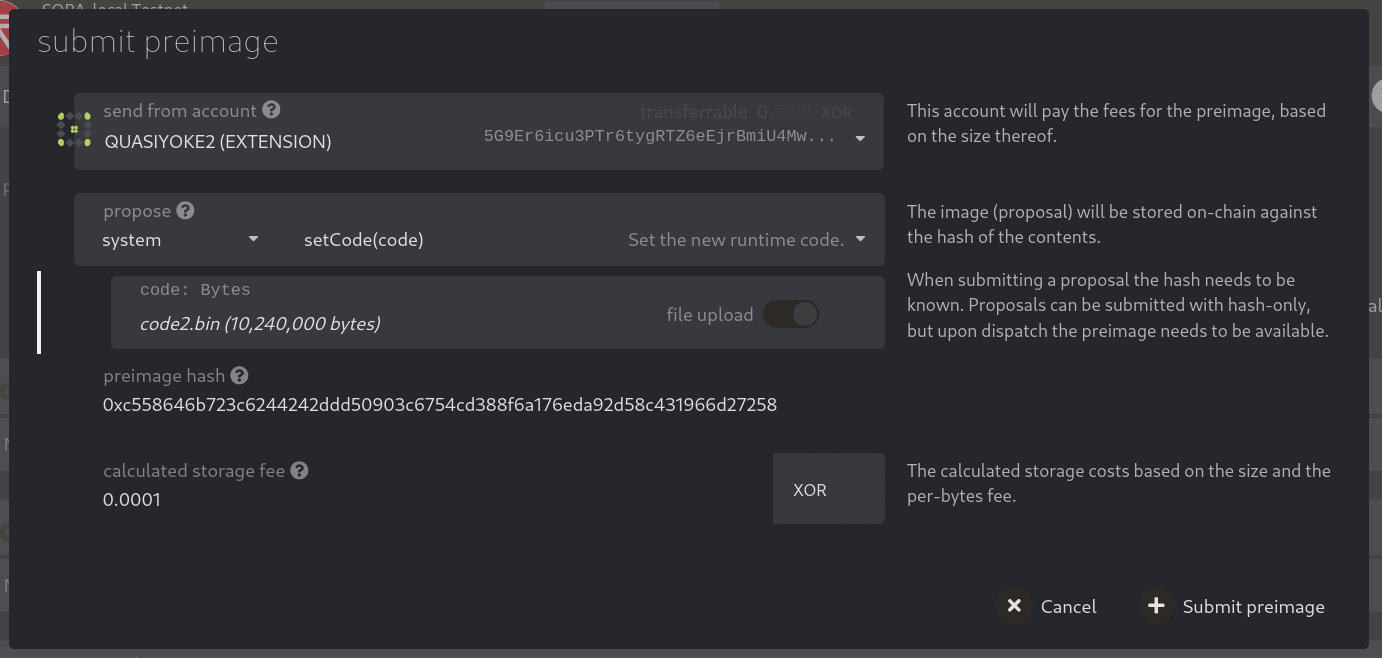 SORA-local Testnet
submit preimage
send from account
transferrable 0.0000 XOR
QUASIYOKE2 (EXTENSION)
5G9Er6icu3PTr6tygRTZ6eEjrBmiU4Mw...
This account will pay the fees for the preimage, based
on the size thereof.
propose
system
setCode(code)
Set the new runtime code.
The image (proposal) will be stored on-chain against
the hash of the contents.
code: Bytes
code2.bin (10,240,000 bytes)
file upload
When submitting a proposal the hash needs to be
known. Proposals can be submitted with hash-only,
but upon dispatch the preimage needs to be available.
preimage hash
0xc558646b723c6244242ddd50903c6754cd388f6a176eda92d58c431966d27258
calculated storage fee
0.0001
XOR
The calculated storage costs based on the size and the
per-bytes fee.
Cancel
Submit preimage